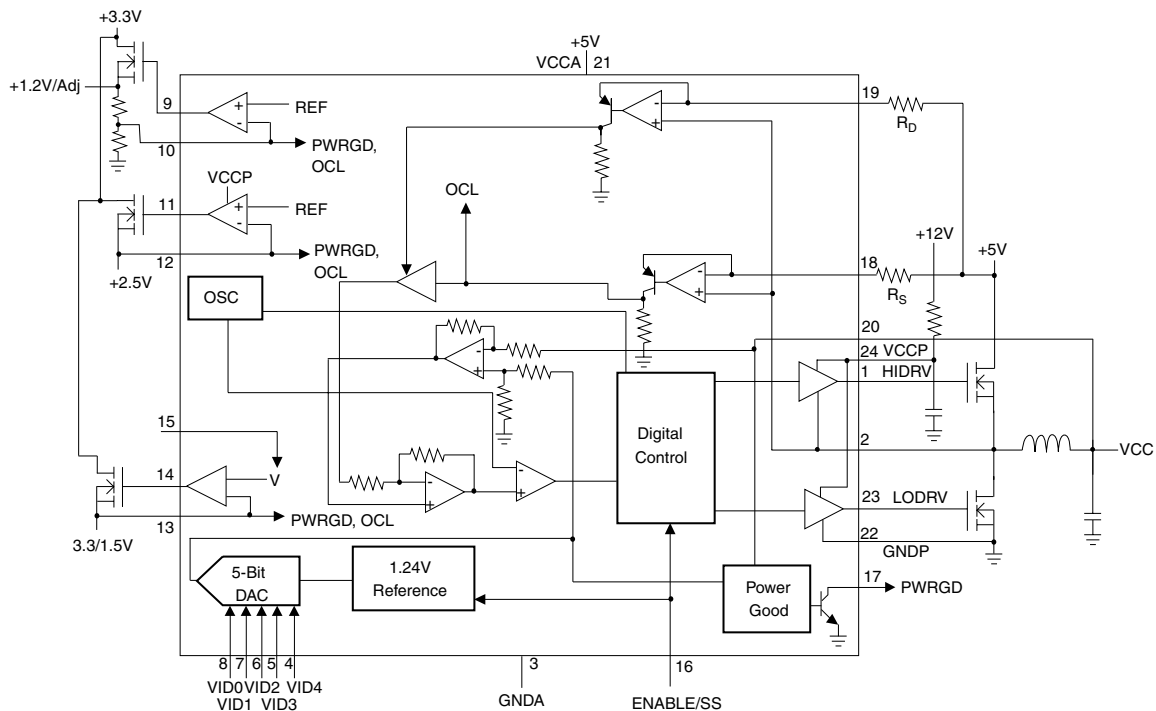 +3.3V
+5V
VCCA 21
+1.2V/Adj
9
REF
19
RD
10
PWRGD,
OCL
VCCP
OCL
11
REF
+12V
12
PWRGD,
OCL
+5V
+2.5V
18
RS
OSC
20
24 VCCP
1 HIDRV
15
Digital
Control
2
VCC
14
V
23 LODRV
13
PWRGD, OCL
22
GNDP
3.3/1.5V
5-Bit
DAC
1.24V
Reference
Power
Good
17
PWRGD
8 7 6 5 4
3
16
VID0 VID2 VID4
VID1 VID3
GNDA
ENABLE/SS
+
-
+
-
-
+
-
+
-
+
-
+
-
+